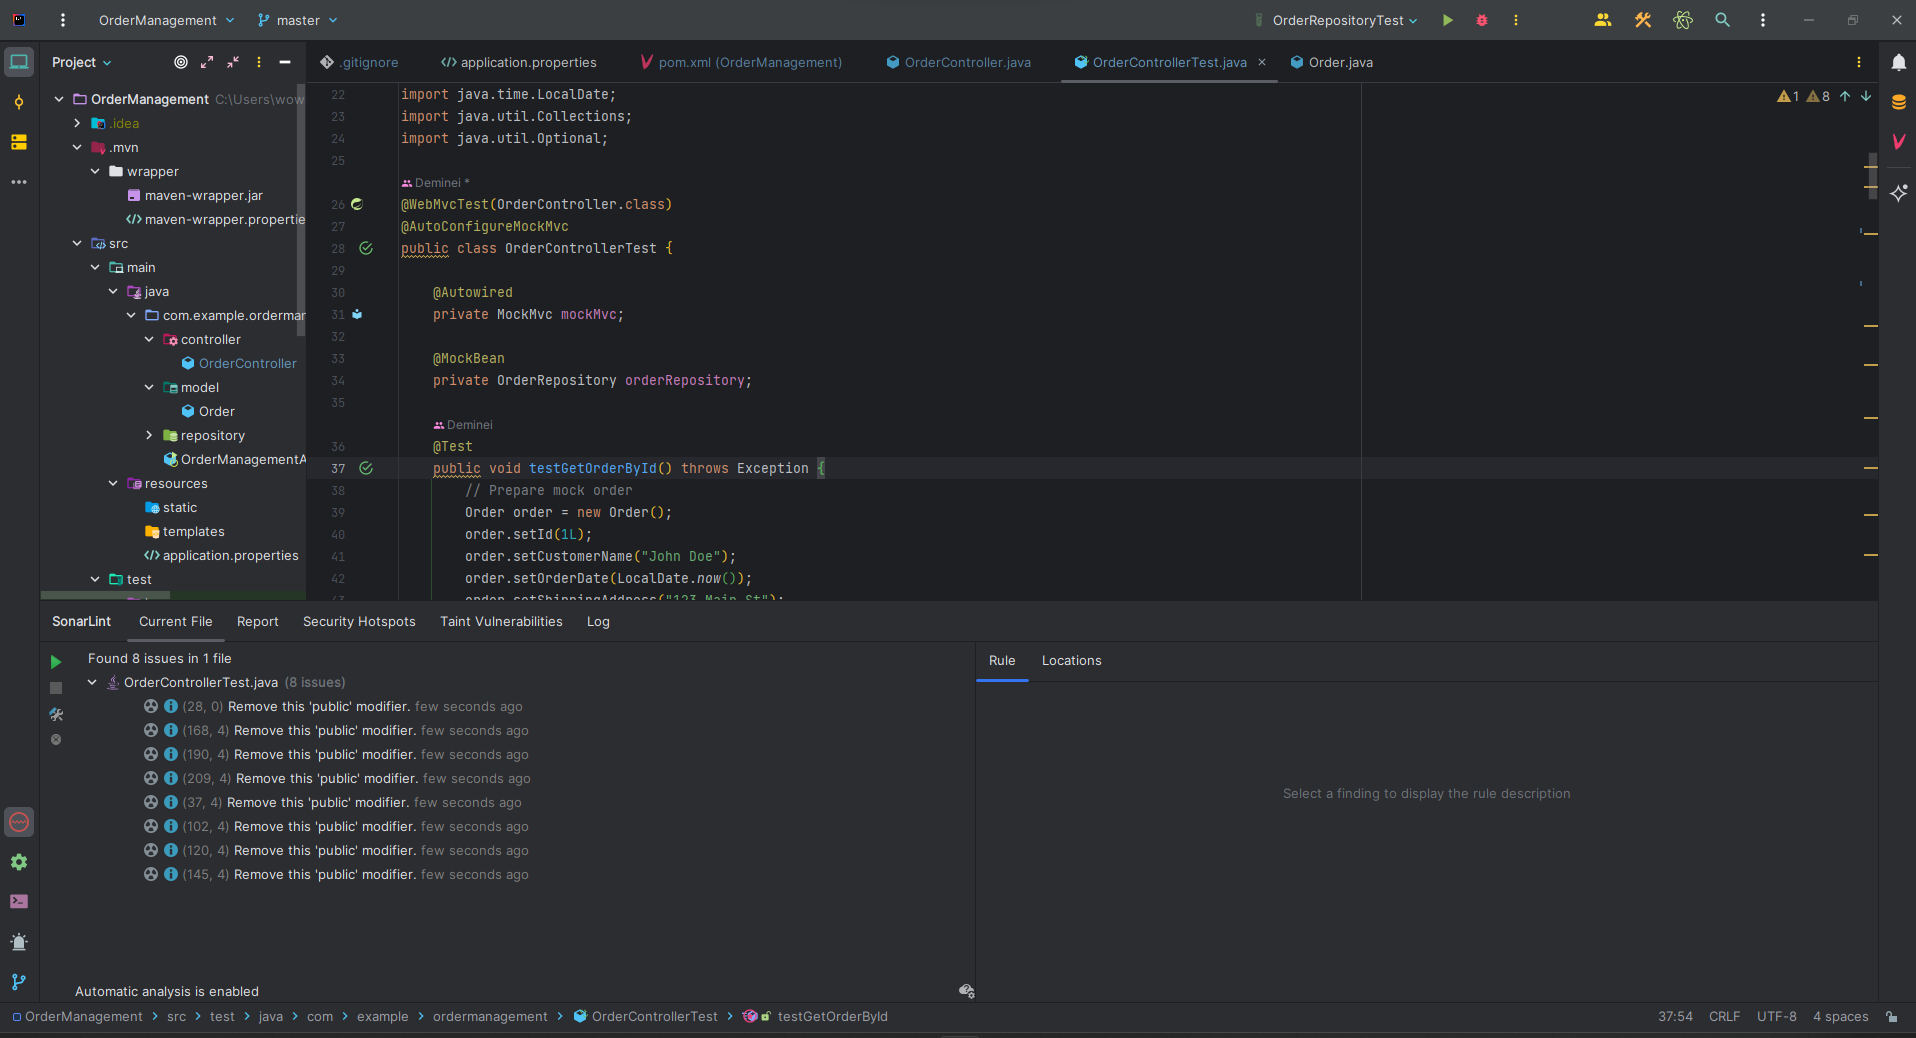 OrderManagement
master
OrderRepositoryTest
Project
.gitignore
application.properties
pom.xml (OrderManagement)
OrderController.java
OrderControllerTest.java
Order.java
OrderManagement C:\Users\wow
.idea
.mvn
wrapper
maven-wrapper.jar
maven-wrapper.propertie
src
main
java
com.example.orderman
controller
OrderController
model
Order
repository
OrderManagementA
resources
static
templates
application.properties
test
1 8
22 import java.time.LocalDate;
23 import java.util.Collections;
24 import java.util.Optional;
25
Deminei *
26 @WebMvcTest(OrderController.class)
27 @AutoConfigureMockMvc
28 public class OrderControllerTest {
29
30 @Autowired
31 private MockMvc mockMvc;
32
33 @MockBean
34 private OrderRepository orderRepository;
35
Deminei
36 @Test
37 public void testGetOrderById() throws Exception {
38 // Prepare mock order
39 Order order = new Order();
40 order.setId(1L);
41 order.setCustomerName("John Doe");
42 order.setOrderDate(LocalDate.now());
43 order.setShippingAddress("123 Main St");
SonarLint
Current File
Report
Security Hotspots
Taint Vulnerabilities
Log
Found 8 issues in 1 file
OrderControllerTest.java (8 issues)
(28, 0) Remove this 'public' modifier. few seconds ago
(168, 4) Remove this 'public' modifier. few seconds ago
(190, 4) Remove this 'public' modifier. few seconds ago
(209, 4) Remove this 'public' modifier. few seconds ago
(37, 4) Remove this 'public' modifier. few seconds ago
(102, 4) Remove this 'public' modifier. few seconds ago
(120, 4) Remove this 'public' modifier. few seconds ago
(145, 4) Remove this 'public' modifier. few seconds ago
Automatic analysis is enabled
Rule
Locations
Select a finding to display the rule description
OrderManagement > src > test > java > com > example > ordermanagement > OrderControllerTest > testGetOrderById
37:54 CRLF UTF-8 4 spaces